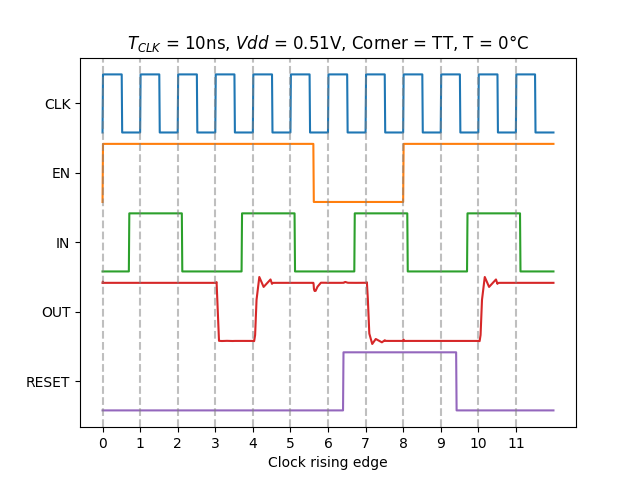 T_CLK = 10ns, Vdd = 0.51V, Corner = TT, T = 0°C
CLK
EN
IN
OUT
RESET
0 1 2 3 4 5 6 7 8 9 10 11
Clock rising edge